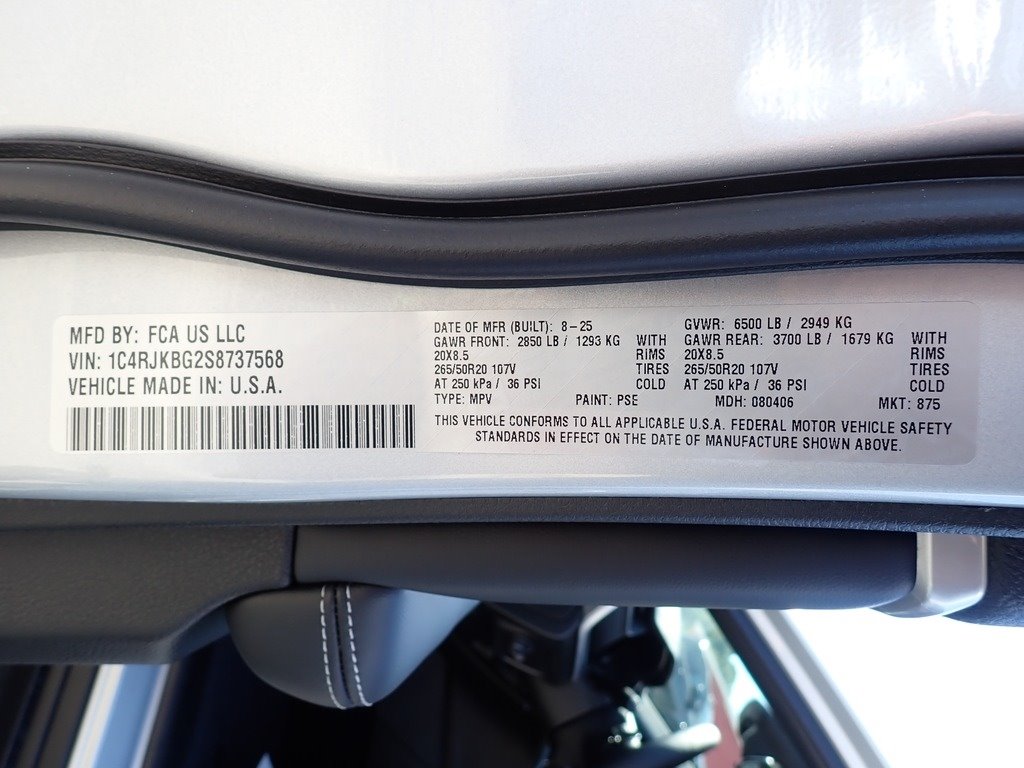 MFD BY: FCA US LLC
VIN: 1C4RJKBG2S8737568
VEHICLE MADE IN: U.S.A.
DATE OF MFR (BUILT): 8-25 GVWR: 6500 LB / 2949 KG
GAWR FRONT: 2850 LB / 1293 KG WITH GAWR REAR: 3700 LB / 1679 KG WITH
20X8.5 RIMS 20X8.5 RIMS
265/50R20 107V TIRES 265/50R20 107V TIRES
AT 250 kPa / 36 PSI COLD AT 250 kPa / 36 PSI COLD
TYPE: MPV PAINT: PSE MDH: 080406 MKT: 875
THIS VEHICLE CONFORMS TO ALL APPLICABLE U.S.A. FEDERAL MOTOR VEHICLE SAFETY
STANDARDS IN EFFECT ON THE DATE OF MANUFACTURE SHOWN ABOVE.